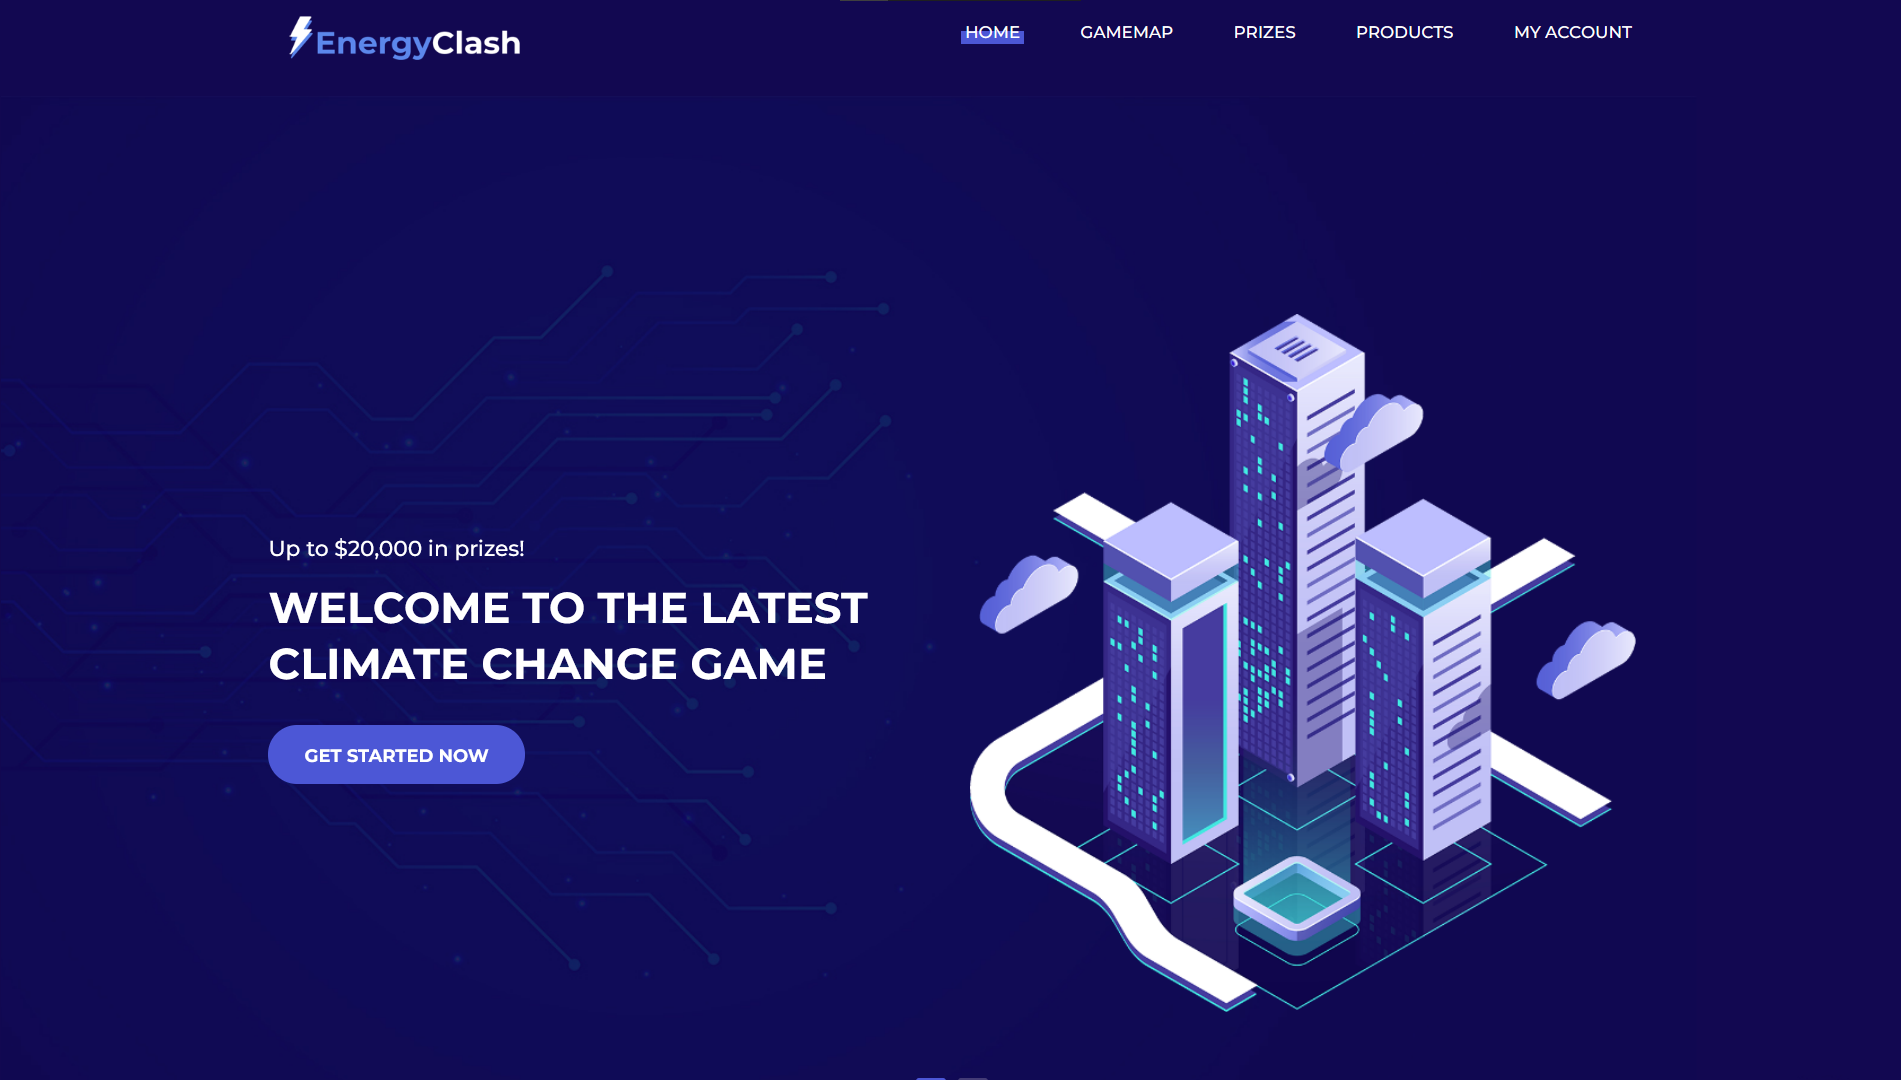 EnergyClash
HOME GAMEMAP PRIZES PRODUCTS MY ACCOUNT
Up to $20,000 in prizes!
WELCOME TO THE LATEST
CLIMATE CHANGE GAME
GET STARTED NOW